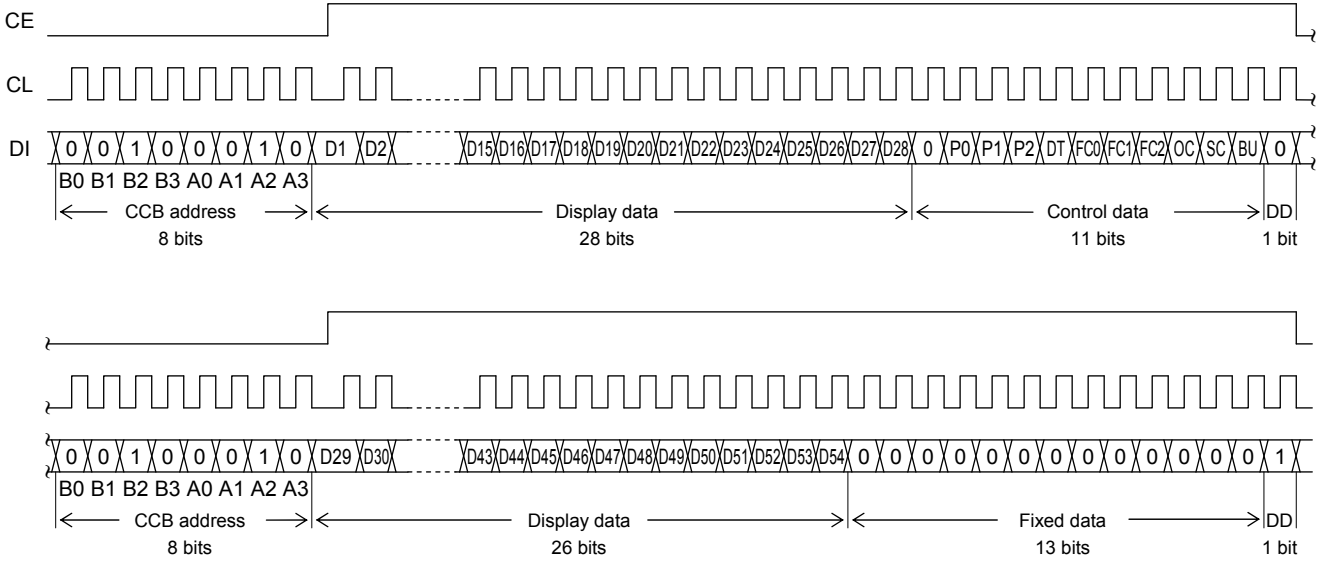 CE
CL
DI 0 0 1 0 0 0 1 0 D1 D2 D15 D16 D17 D18 D19 D20 D21 D22 D23 D24 D25 D26 D27 D28 0 P0 P1 P2 DT FC0 FC1 FC2 OC SC BU 0
B0 B1 B2 B3 A0 A1 A2 A3
CCB address Display data Control data DD
8 bits 28 bits 11 bits 1 bit
0 0 1 0 0 0 1 0 D29 D30 D43 D44 D45 D46 D47 D48 D49 D50 D51 D52 D53 D54 0 0 0 0 0 0 0 0 0 0 0 0 0 1
B0 B1 B2 B3 A0 A1 A2 A3
CCB address Display data Fixed data DD
8 bits 26 bits 13 bits 1 bit